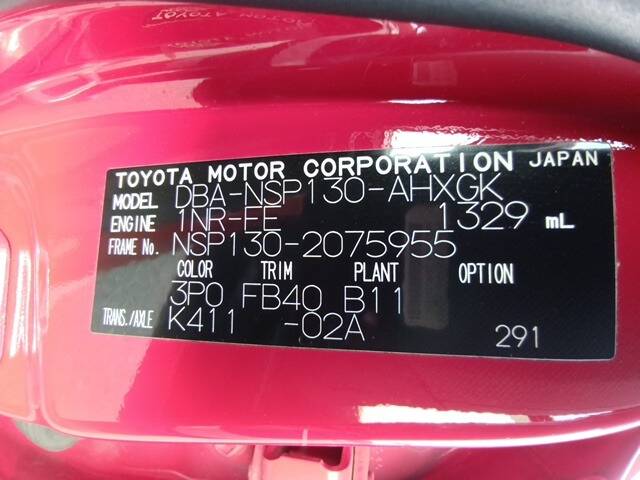 TOYOTA MOTOR CORPORATION JAPAN
MODEL DBA-NSP130-AHXGK
ENGINE 1NR-FE 1329 mL
FRAME No. NSP130-2075955
COLOR TRIM PLANT OPTION
3P0 FB40 B11
TRANS./AXLE K411 -02A
291